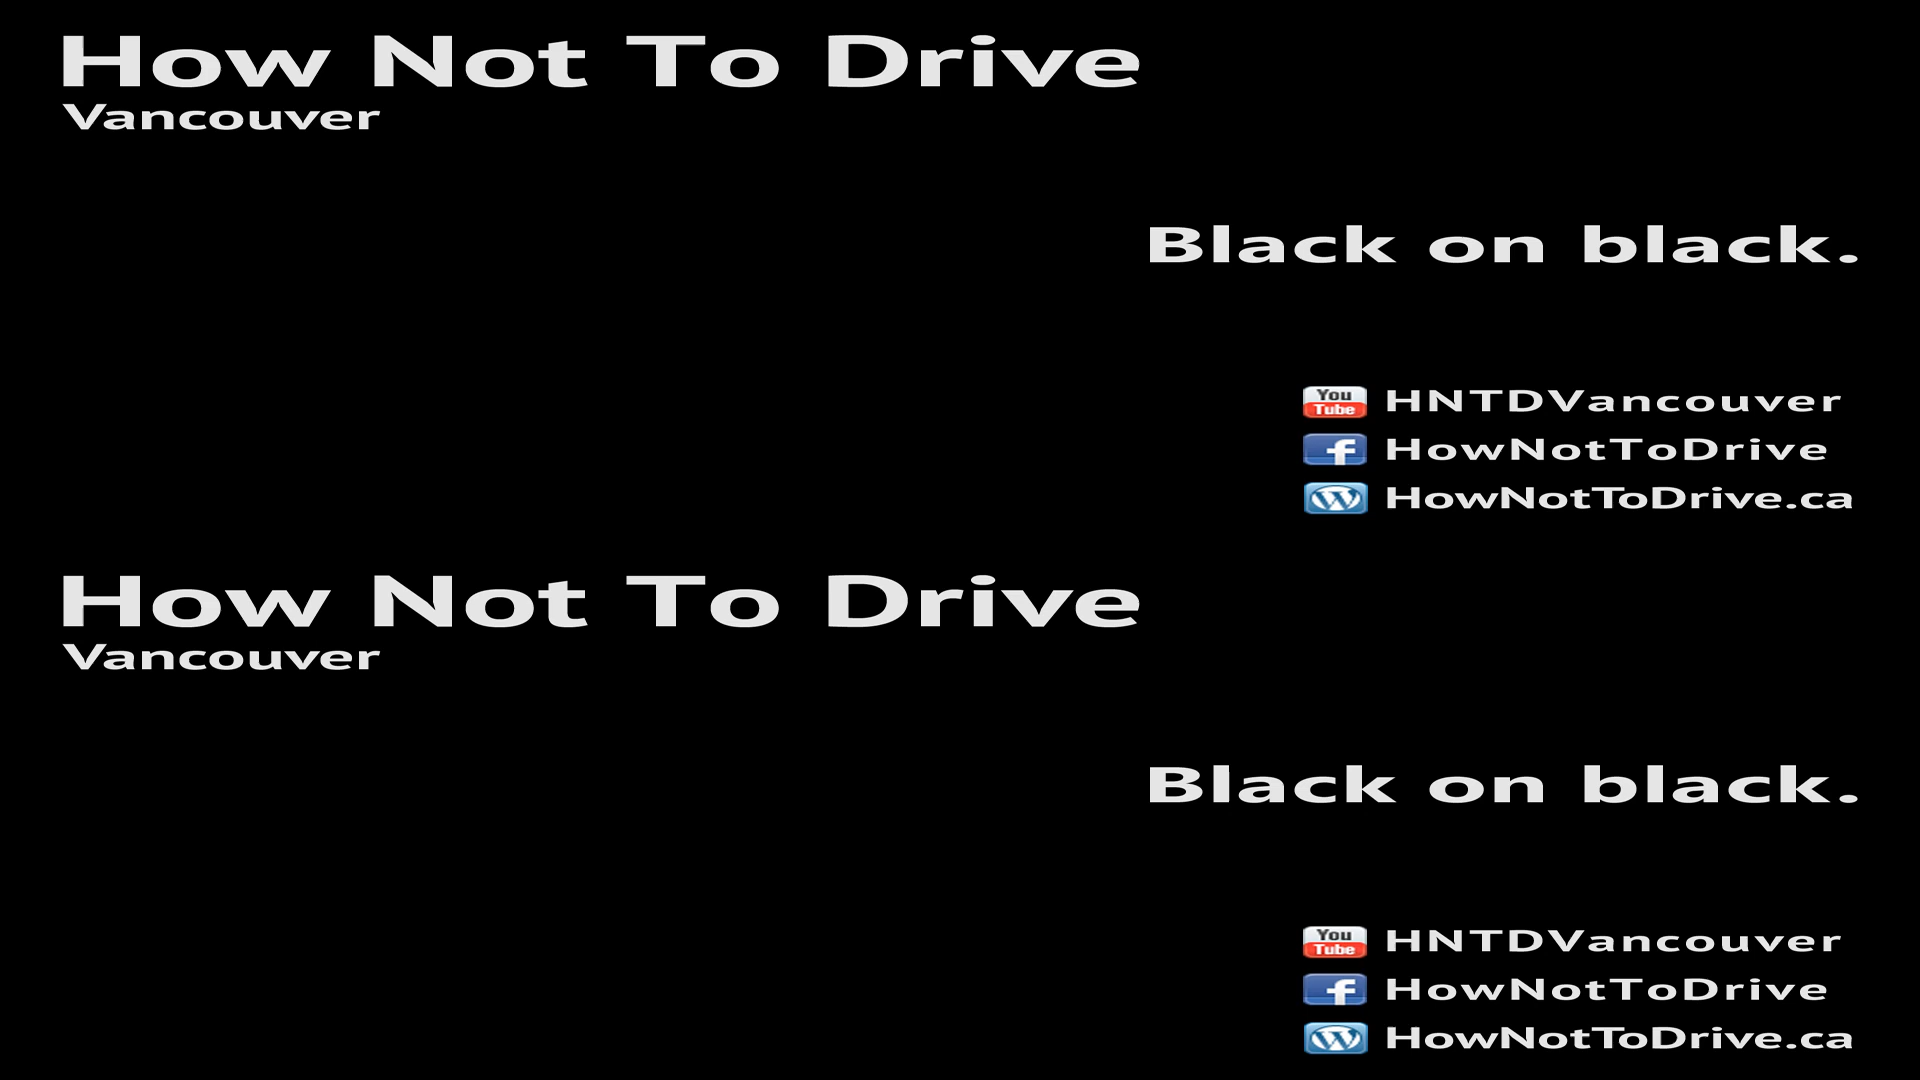 How Not To Drive
Vancouver
Black on black.
You
Tube HNTDVancouver
f HowNotToDrive
W HowNotToDrive.ca
How Not To Drive
Vancouver
Black on black.
You
Tube HNTDVancouver
f HowNotToDrive
W HowNotToDrive.ca